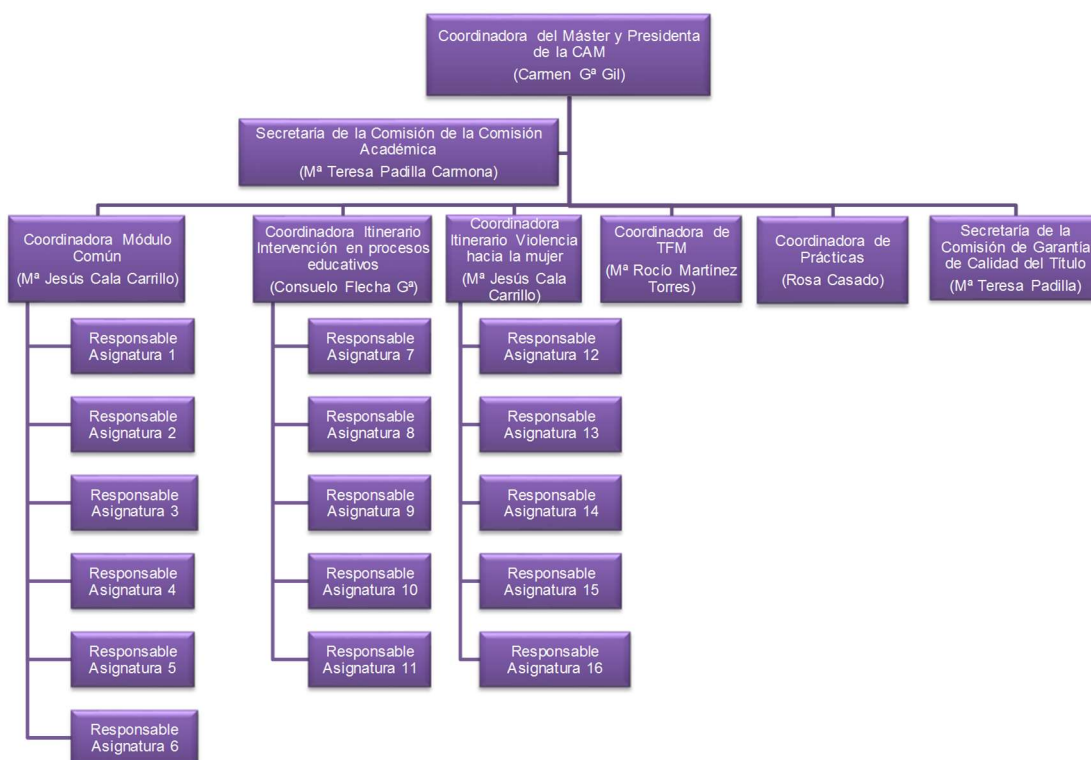 Coordinadora del Máster y Presidenta
de la CAM
(Carmen Gª Gil)
Secretaría de la Comisión de la Comisión
Académica
(Mª Teresa Padilla Carmona)
Coordinadora Módulo
Común
(Mª Jesús Cala Carrillo)
Coordinadora Itinerario
Intervención en procesos
educativos
(Consuelo Flecha Gª)
Coordinadora
Itinerario Violencia
hacia la mujer
(Mª Jesús Cala
Carrillo)
Coordinadora de
TFM
(Mª Rocío Martínez
Torres)
Coordinadora de
Prácticas
(Rosa Casado)
Secretaría de la
Comisión de Garantía
de Calidad del Título
(Mª Teresa Padilla)
Responsable
Asignatura 1
Responsable
Asignatura 2
Responsable
Asignatura 3
Responsable
Asignatura 4
Responsable
Asignatura 5
Responsable
Asignatura 6
Responsable
Asignatura 7
Responsable
Asignatura 8
Responsable
Asignatura 9
Responsable
Asignatura 10
Responsable
Asignatura 11
Responsable
Asignatura 12
Responsable
Asignatura 13
Responsable
Asignatura 14
Responsable
Asignatura 15
Responsable
Asignatura 16